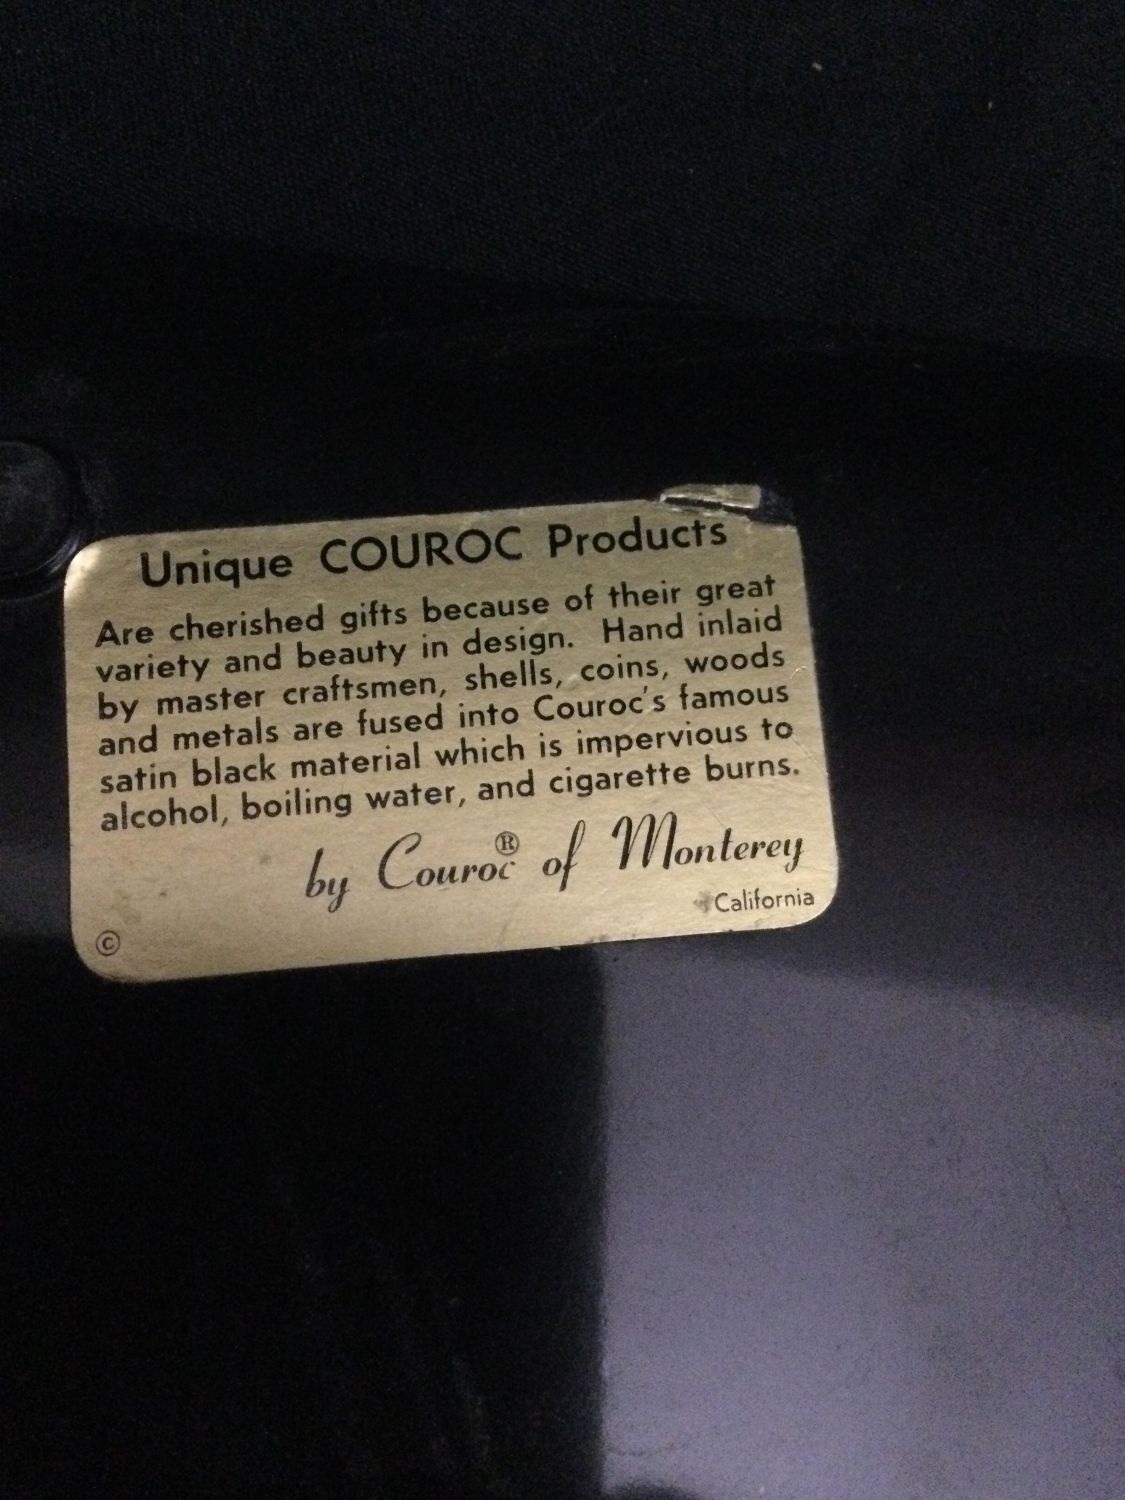 Unique COUROC Products
Are cherished gifts because of their great
variety and beauty in design. Hand inlaid
by master craftsmen, shells, coins, woods
and metals are fused into Couroc's famous
satin black material which is impervious to
alcohol, boiling water, and cigarette burns.
by Couroc® of Monterey
California
©